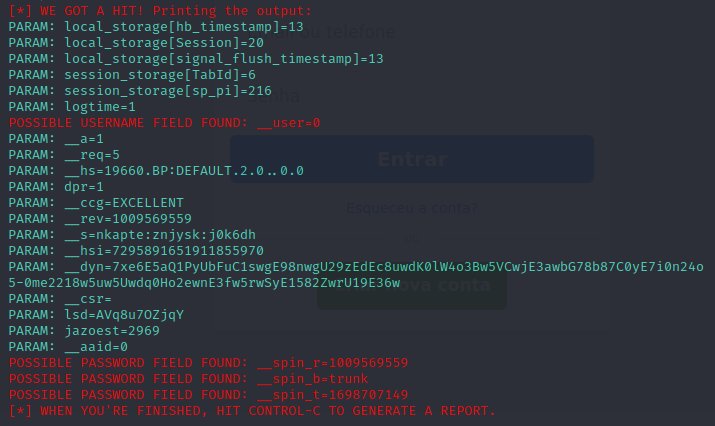 [*] WE GOT A HIT! Printing the output:
PARAM: local_storage[hb_timestamp]=13
PARAM: local_storage[Session]=20
PARAM: local_storage[signal_flush_timestamp]=13
PARAM: session_storage[TabId]=6
PARAM: session_storage[sp_pi]=216
PARAM: logtime=1
POSSIBLE USERNAME FIELD FOUND: __user=0
PARAM: __a=1
PARAM: __req=5
PARAM: __hs=19660.BP:DEFAULT.2.0..0.0
PARAM: dpr=1
PARAM: __ccg=EXCELLENT
PARAM: __rev=1009569559
PARAM: __s=nkapte:znjysk:j0k6dh
PARAM: __hsi=7295891651911855970
PARAM: __dyn=7xe6E5aQ1PyUbFuC1swgE98nwgU29zEdEc8uwdK0lW4o3Bw5VCwjE3awbG78b87C0yE7i0n24o
5-0me2218w5uw5Uwdq0Ho2ewnE3fw5rwSyE1582ZwrU19E36w
PARAM: __csr=
PARAM: lsd=AVq8u7OZjqY
PARAM: jazoest=2969
PARAM: __aaid=0
POSSIBLE PASSWORD FIELD FOUND: __spin_r=1009569559
POSSIBLE PASSWORD FIELD FOUND: __spin_b=trunk
POSSIBLE PASSWORD FIELD FOUND: __spin_t=1698707149
[*] WHEN YOU'RE FINISHED, HIT CONTROL-C TO GENERATE A REPORT.
ou telefone
Entrar
Esqueceu a conta?
nova conta